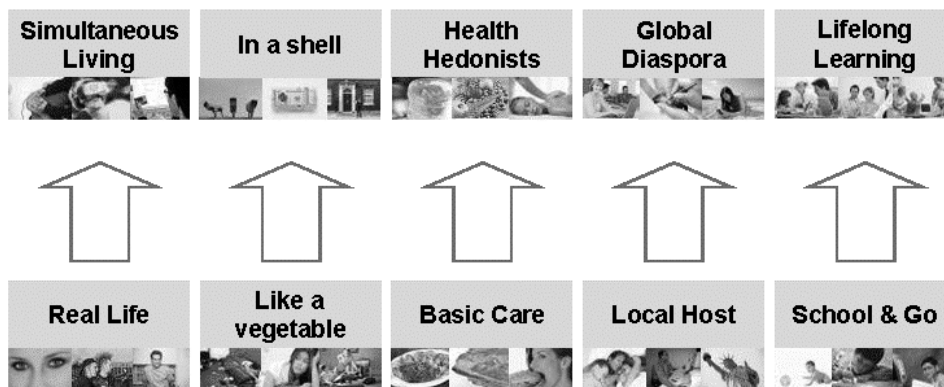 Simultaneous
Living
In a shell
Health
Hedonists
Global
Diaspora
Lifelong
Learning
Real Life
Like a
vegetable
Basic Care
Local Host
School & Go